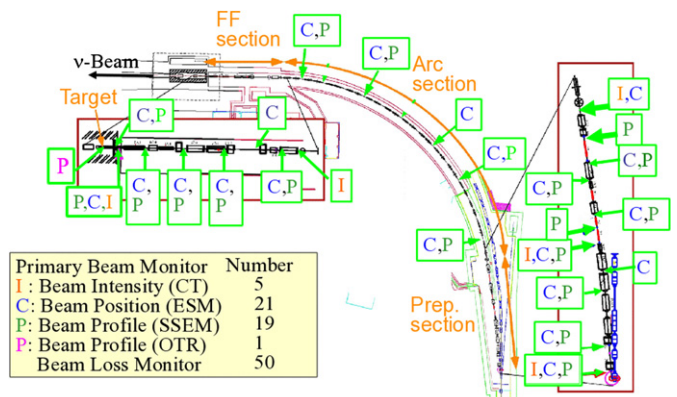 FF
section
C,P
C,P
Arc
section
ν-Beam
Target
C,P
C
C
I,C
P
C,P
C,P
C,P
P
C,P
P
C,
P
C,
P
C,
P
C,P
I
P,C,I
C,P
I,C,P
C
C,P
Prep.
section
C,P
I,C,P
Primary Beam Monitor Number
I : Beam Intensity (CT) 5
C : Beam Position (ESM) 21
P : Beam Profile (SSEM) 19
P : Beam Profile (OTR) 1
Beam Loss Monitor 50